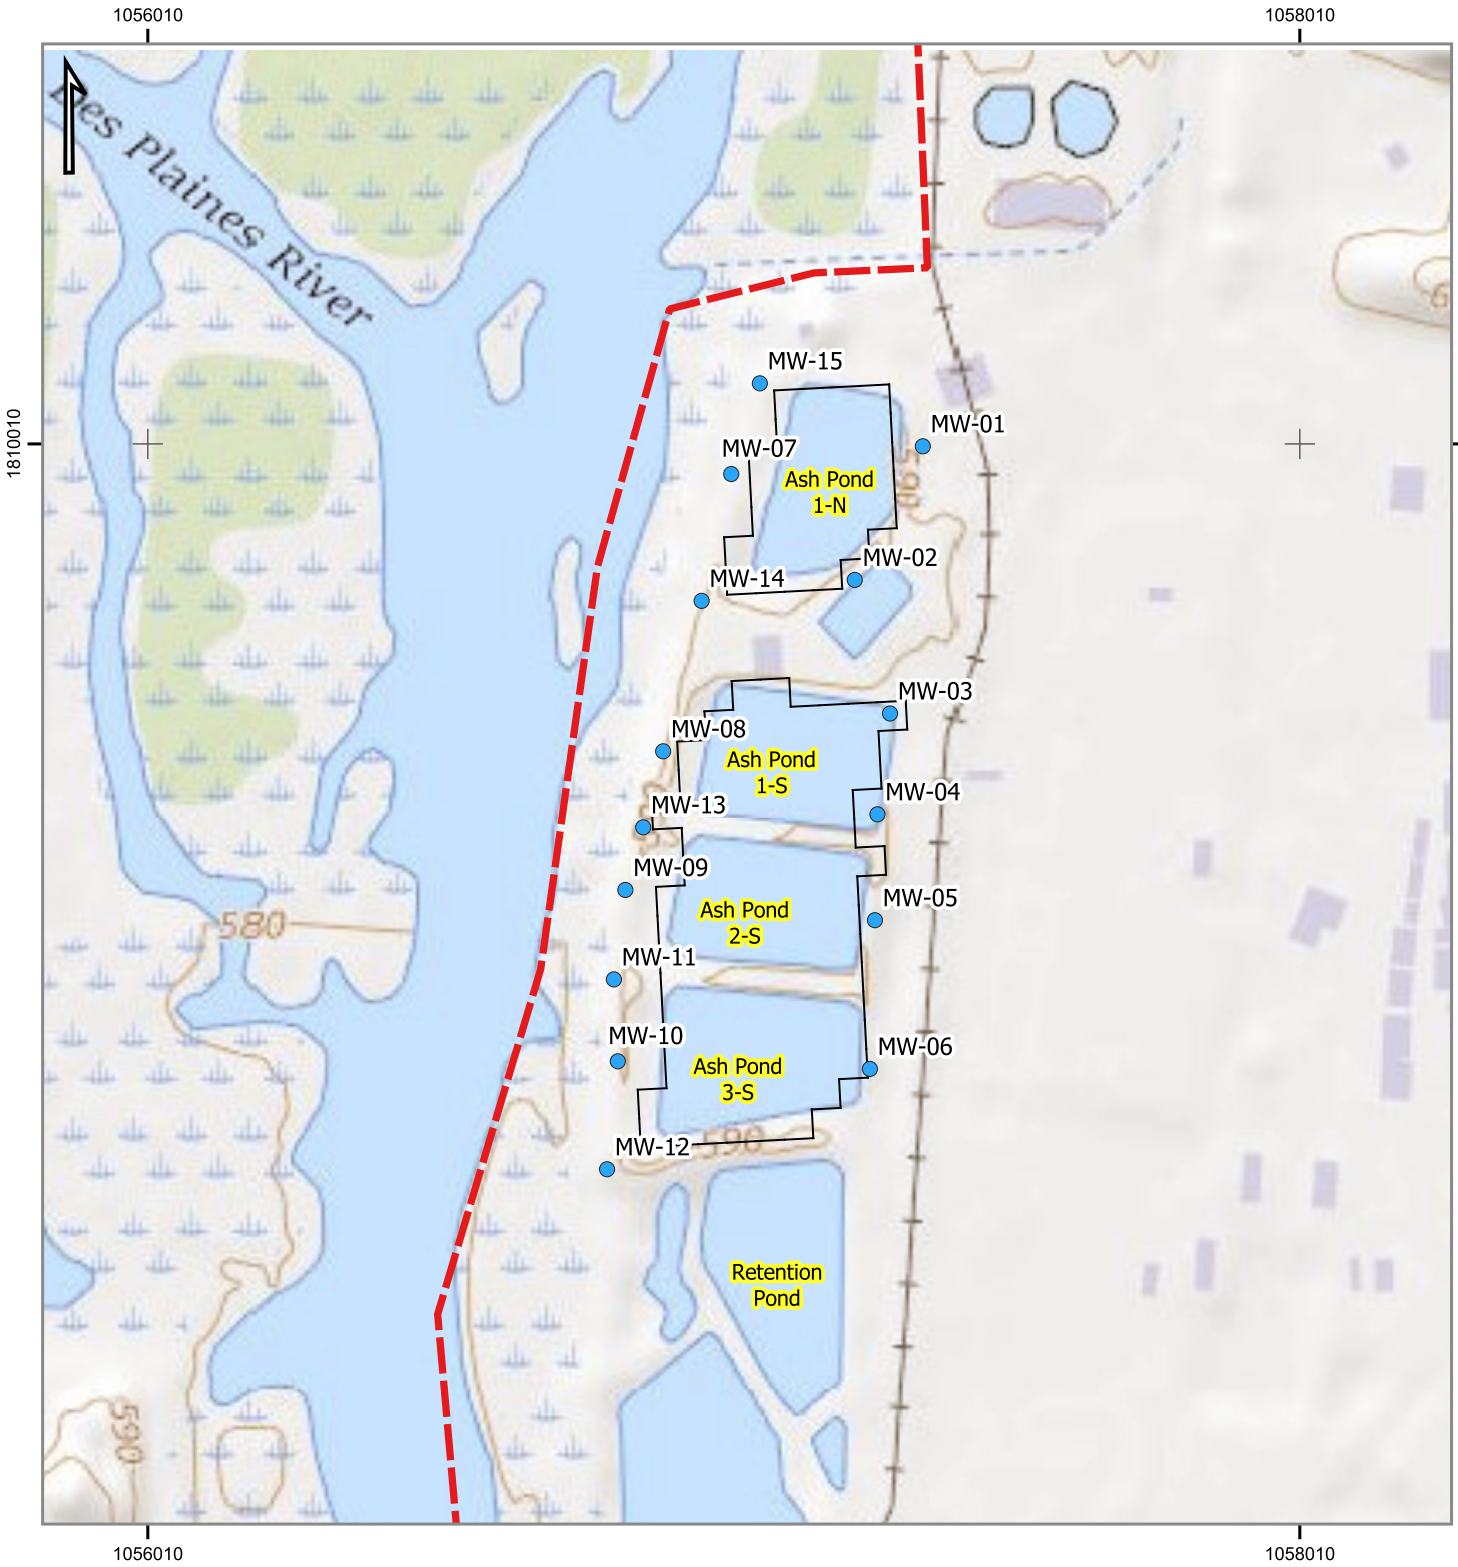 1056010
1058010
Des Plaines River
MW-15
1810010
MW-01
MW-07
Ash Pond
1-N
MW-02
MW-14
MW-03
MW-08
Ash Pond
1-S
MW-04
MW-13
MW-09
MW-05
Ash Pond
2-S
580
MW-11
MW-10
MW-06
Ash Pond
3-S
590
MW-12
Retention
Pond
590
1056010
1058010